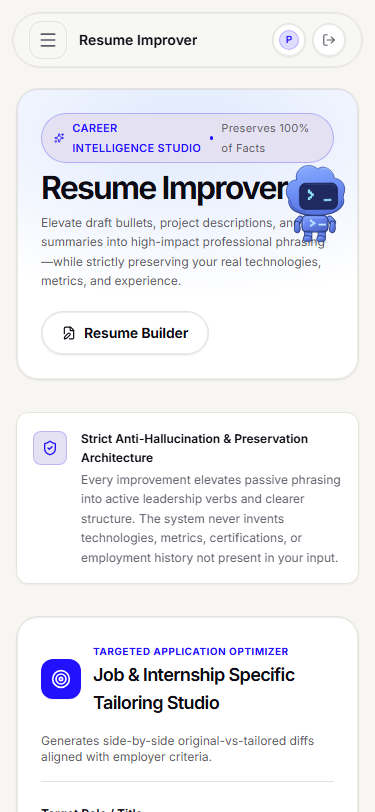 Resume Improver
P
CAREER
INTELLIGENCE STUDIO
•
Preserves 100%
of Facts
Resume Improver
Elevate draft bullets, project descriptions, and
summaries into high-impact professional phrasing
—while strictly preserving your real technologies,
metrics, and experience.
Resume Builder
Strict Anti-Hallucination & Preservation
Architecture
Every improvement elevates passive phrasing
into active leadership verbs and clearer
structure. The system never invents
technologies, metrics, certifications, or
employment history not present in your input.
TARGETED APPLICATION OPTIMIZER
Job & Internship Specific
Tailoring Studio
Generates side-by-side original-vs-tailored diffs
aligned with employer criteria.
Target Role / Title